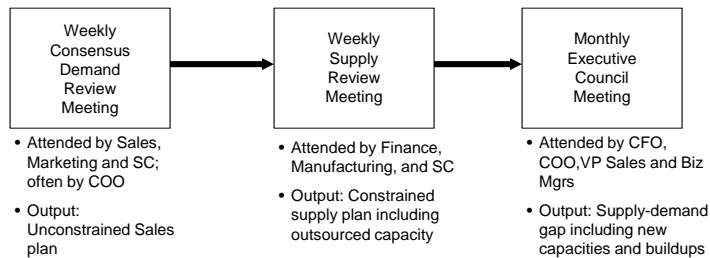 Weekly
Consensus
Demand
Review
Meeting
• Attended by Sales,
Marketing and SC;
often by COO
• Output:
Unconstrained Sales
plan
Weekly
Supply
Review
Meeting
• Attended by Finance,
Manufacturing, and SC
• Output: Constrained
supply plan including
outsourced capacity
Monthly
Executive
Council
Meeting
• Attended by CFO,
COO,VP Sales and Biz
Mgrs
• Output: Supply-demand
gap including new
capacities and buildups